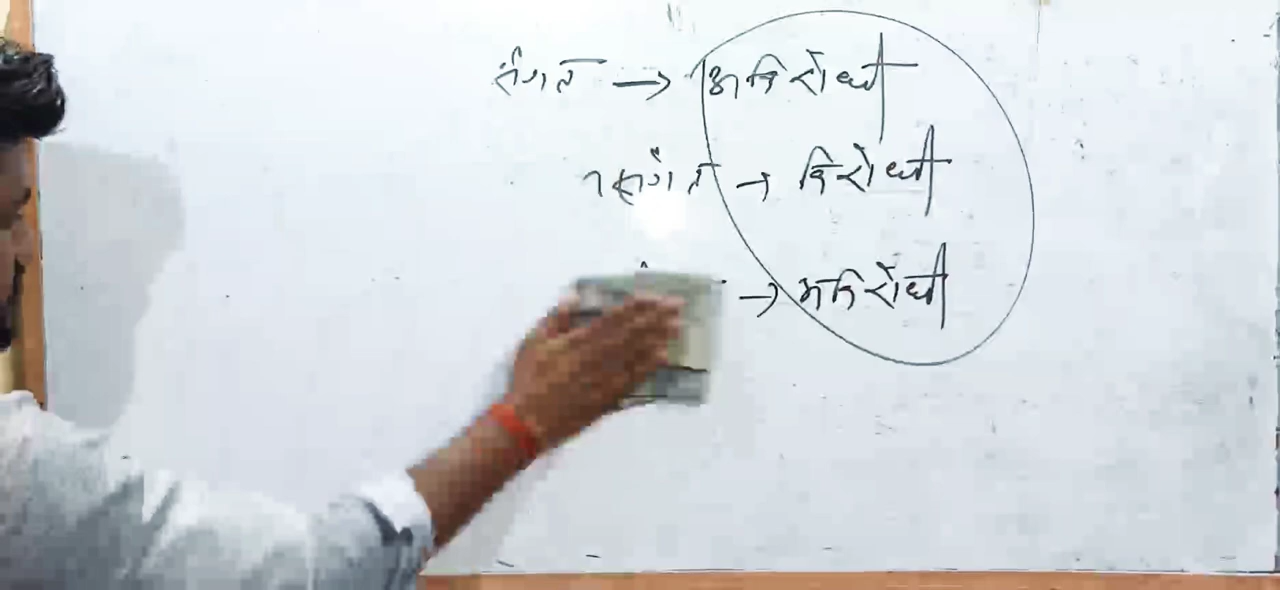 संगत → अविरोधी
असंगत → विरोधी
→ अविरोधी